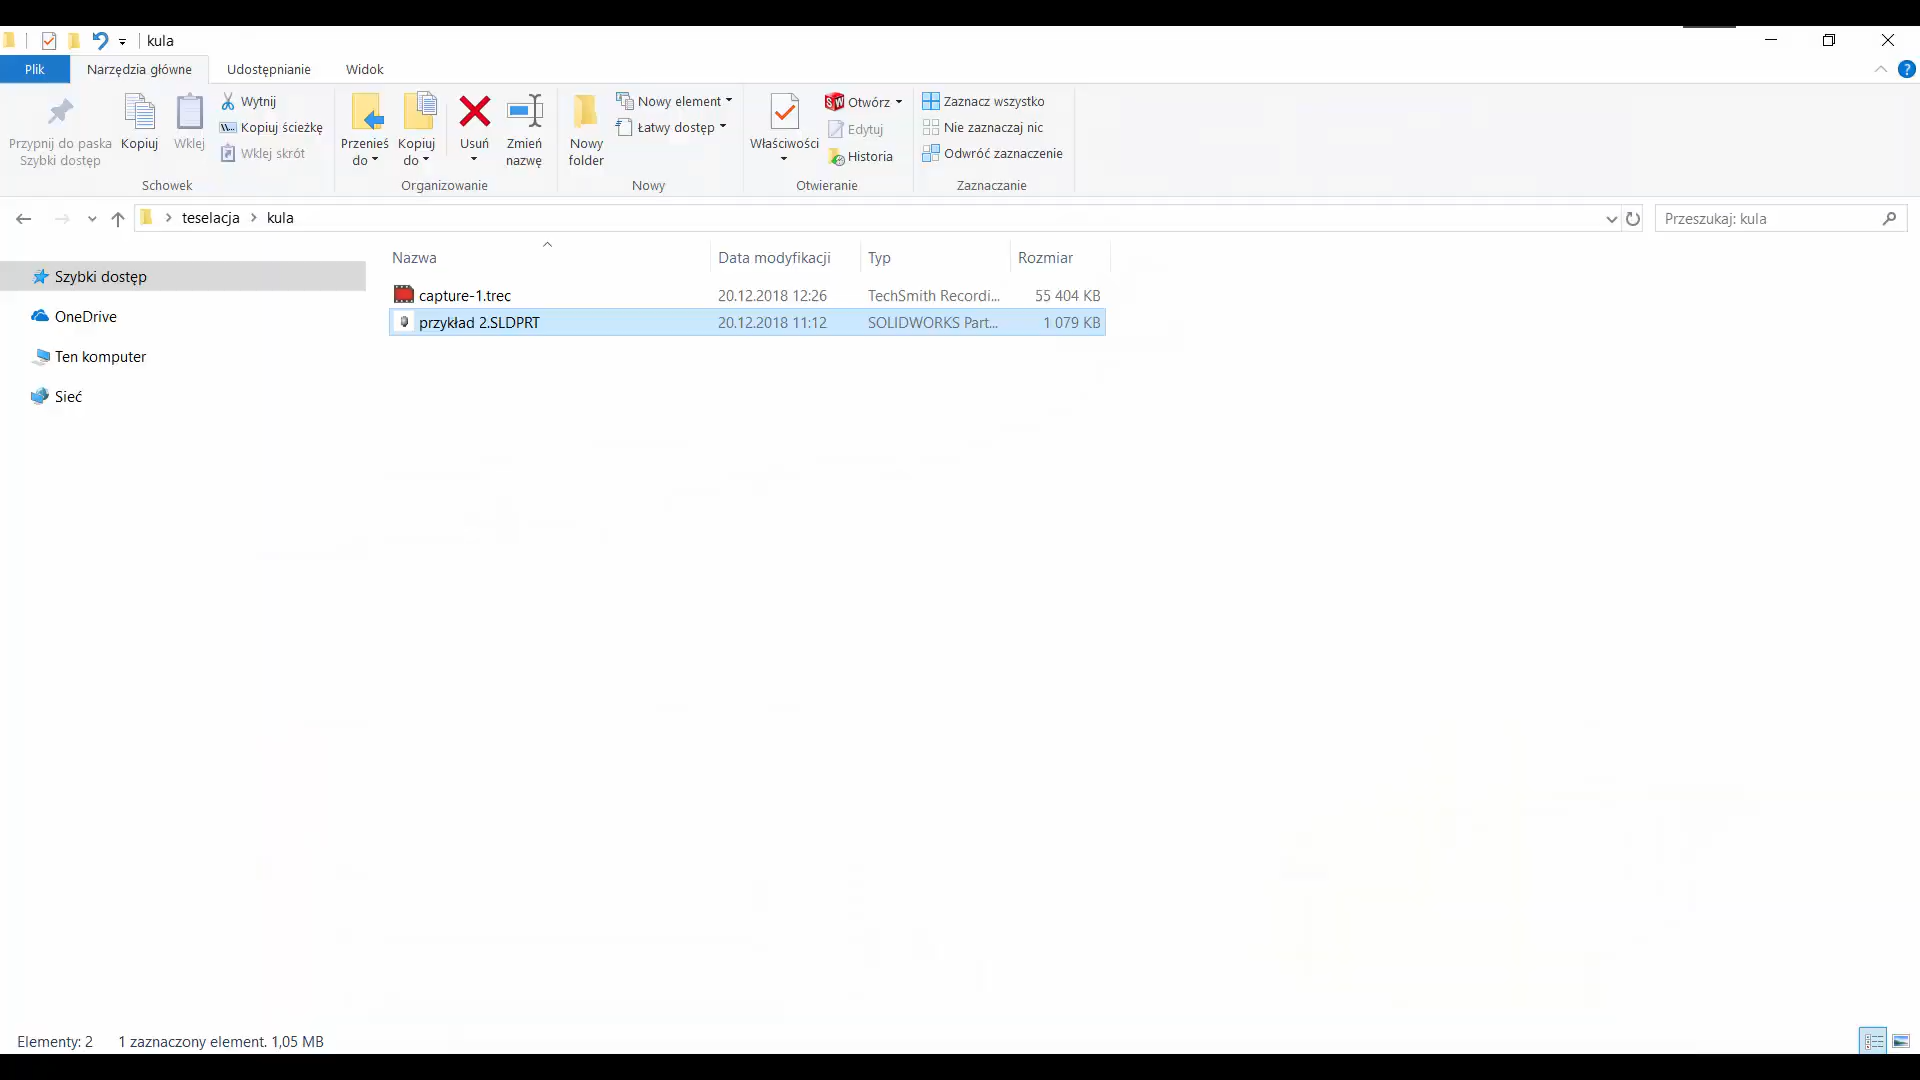 kula
Plik
Narzędzia główne
Udostępnianie
Widok
Przypnij do paska
Szybki dostęp
Kopiuj
Wklej
Wytnij
Kopiuj ścieżkę
Wklej skrót
Schowek
Przenieś
do
Kopiuj
do
Usuń
Zmień
nazwę
Organizowanie
Nowy
folder
Nowy element
Łatwy dostęp
Nowy
Właściwości
Otwórz
Edytuj
Historia
Otwieranie
Zaznacz wszystko
Nie zaznaczaj nic
Odwróć zaznaczenie
Zaznaczanie
teselacja
kula
Przeszukaj: kula
Szybki dostęp
OneDrive
Ten komputer
Sieć
Nazwa Data modyfikacji Typ Rozmiar
capture-1.trec 20.12.2018 12:26 TechSmith Recordi... 55 404 KB
przykład 2.SLDPRT 20.12.2018 11:12 SOLIDWORKS Part... 1 079 KB
Elementy: 2 1 zaznaczony element. 1,05 MB